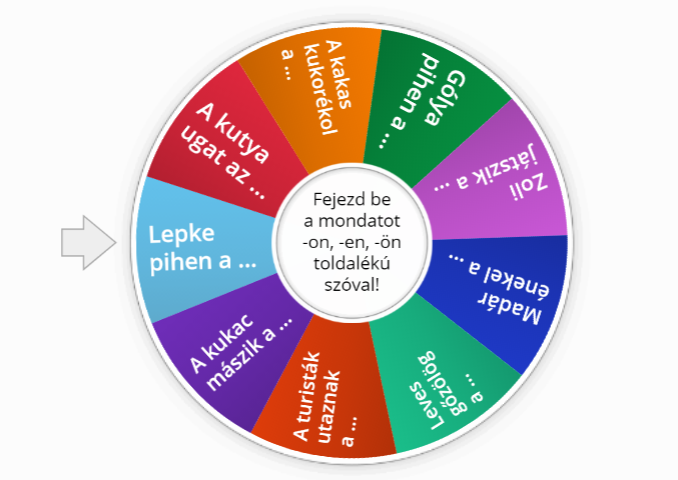 Fejezd be
a mondatot
-on, -en, -ön
toldalékú
szóval!
Lepke
pihen a ...
A kutya
ugat az ...
A kakas
kukorékol
a ...
Gólya
pihen a ...
Zoli
játszik a ...
Madár
énekel a ...
Leves
gőzölög
a ...
A turisták
utaznak
a ...
A kukac
mászik a ...